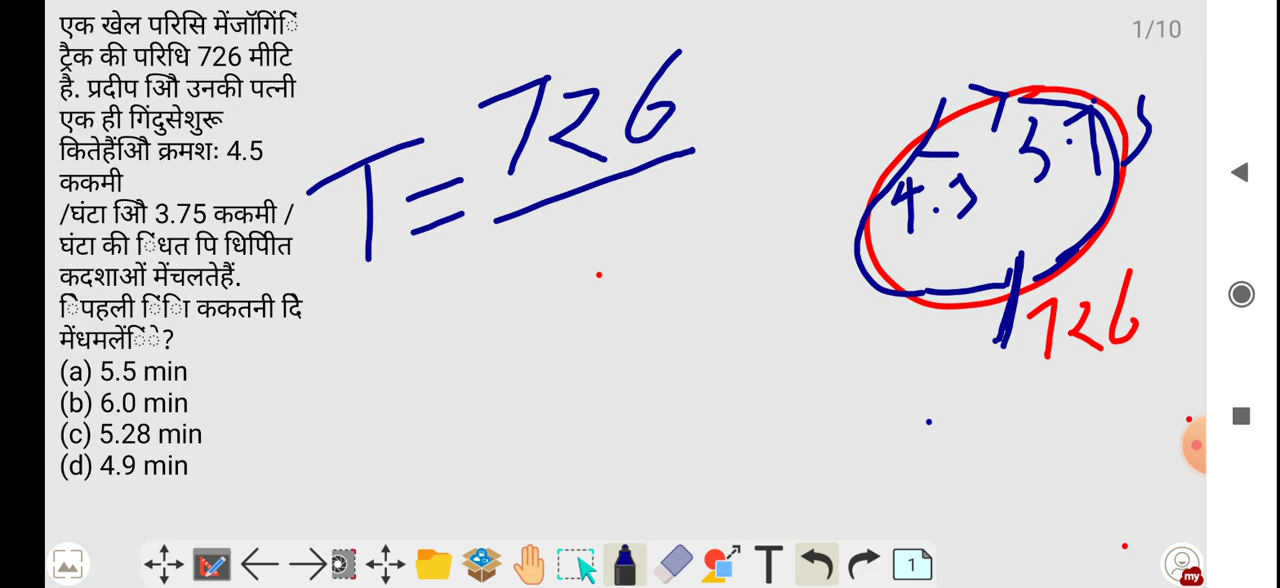 एक खेल परिसि मेंजॉगिंिं
ट्रैक की परिधि 726 मीटि
है. प्रदीप औि उनकी पत्नी
एक ही गिंदुसेशुरू
कितेहैंऔि क्रमशः 4.5
ककमी
/घंटा औि 3.75 ककमी /
घंटा की िंधत पि धिपिीत
कदशाओं मेंचलतेहैं.
िेपहली िंिंाि ककतनी देि
मेंधमलेंिंे?
(a) 5.5 min
(b) 6.0 min
(c) 5.28 min
(d) 4.9 min
1/10
T = 726
4.5
3.75
726
1
T
my